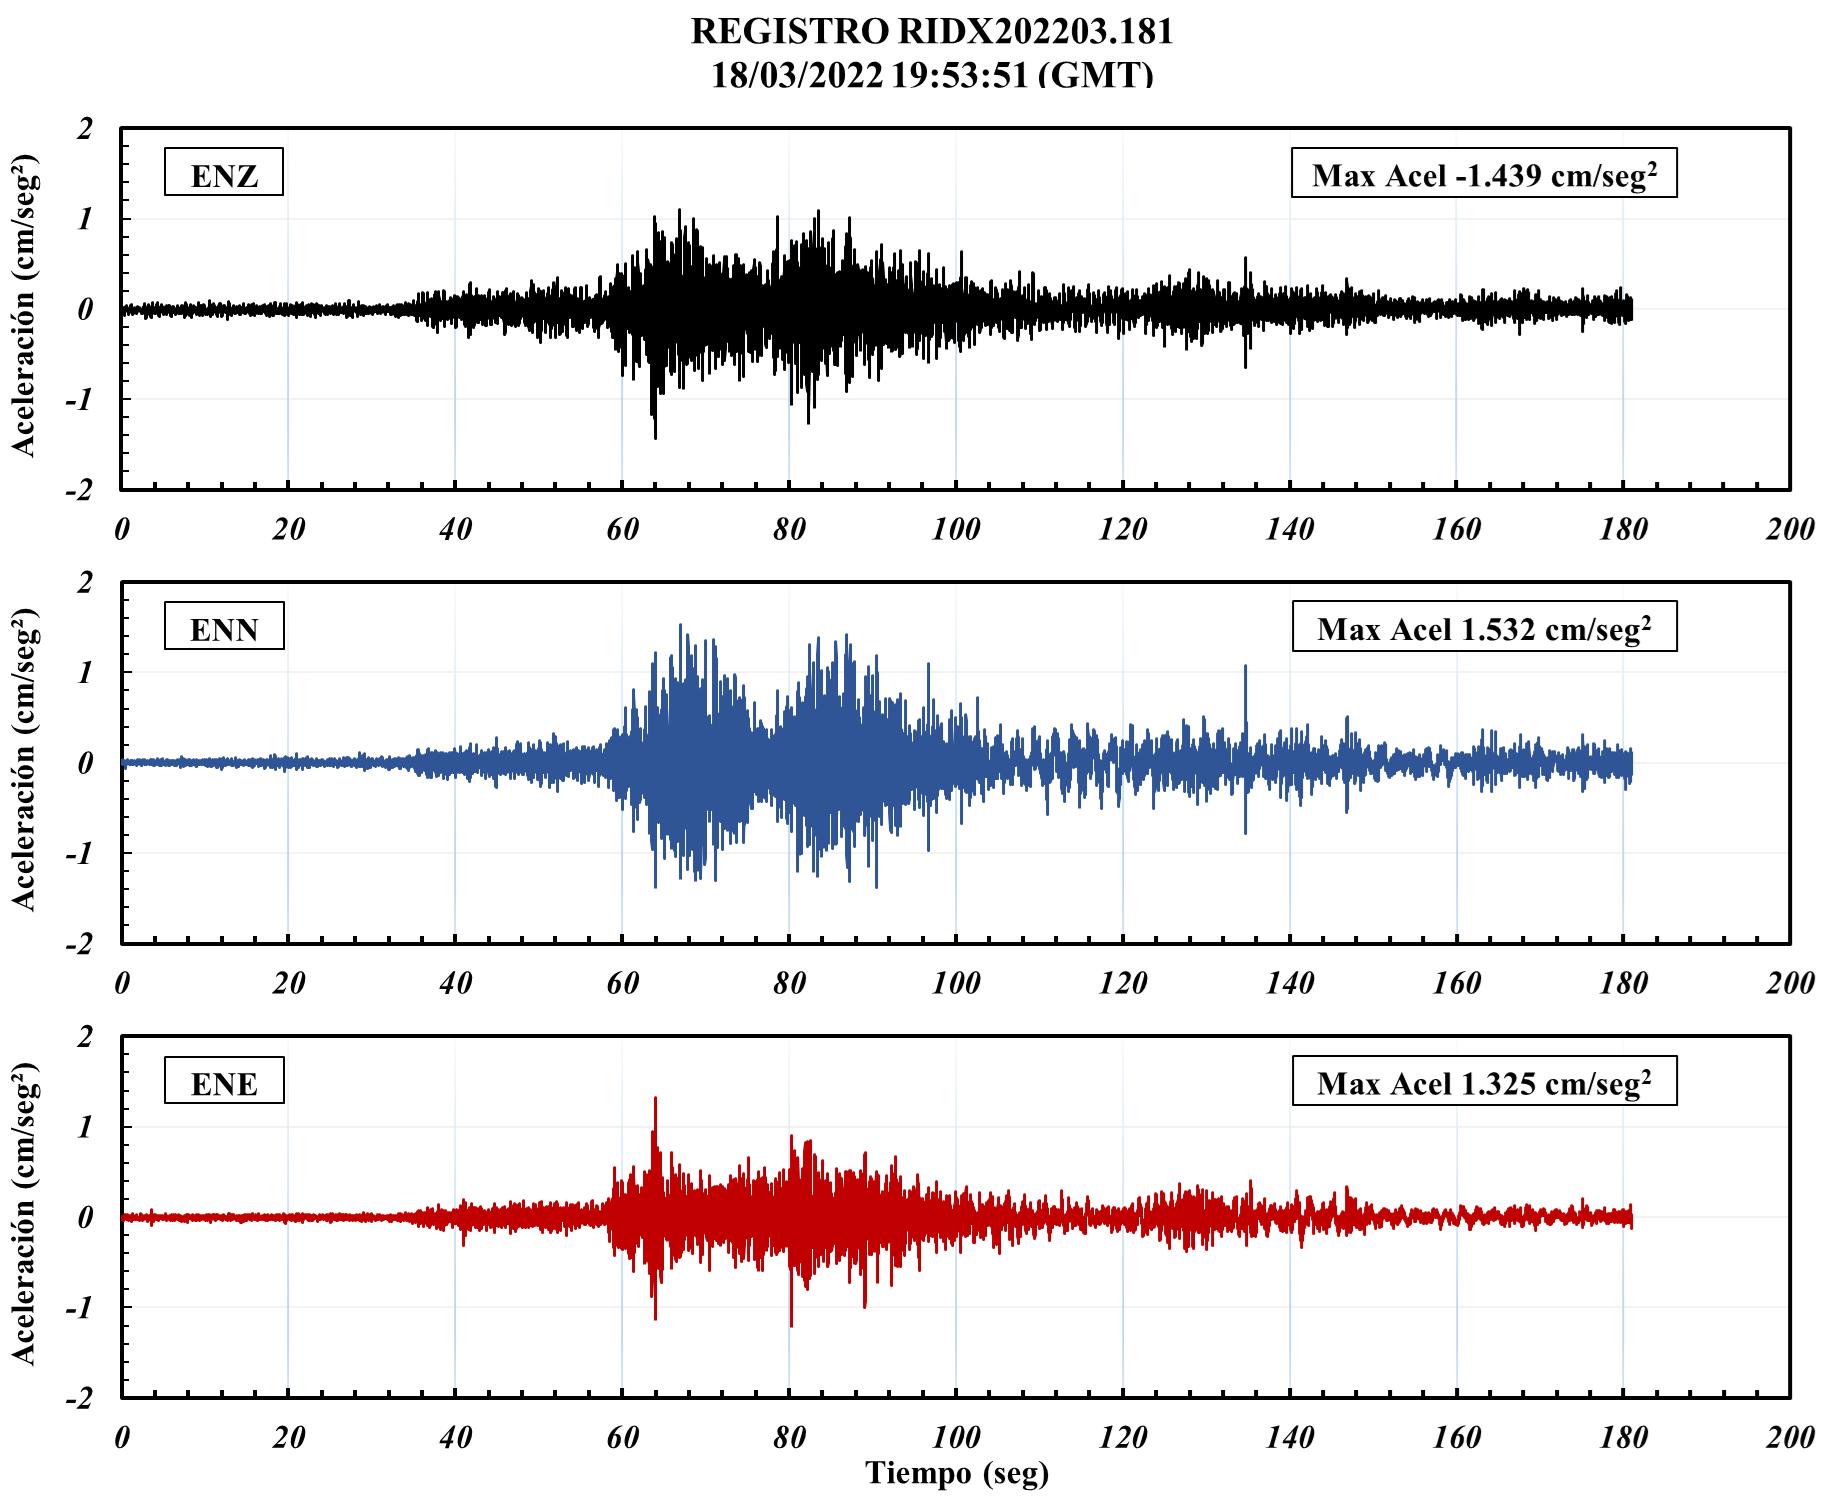 REGISTRO RIDX202203.181
18/03/2022 19:53:51 (GMT)
Aceleración (cm/seg²)
2
1
0
-1
-2
ENZ
Max Acel -1.439 cm/seg²
0 20 40 60 80 100 120 140 160 180 200
Aceleración (cm/seg²)
2
1
0
-1
-2
ENN
Max Acel 1.532 cm/seg²
0 20 40 60 80 100 120 140 160 180 200
Aceleración (cm/seg²)
2
1
0
-1
-2
ENE
Max Acel 1.325 cm/seg²
0 20 40 60 80 100 120 140 160 180 200
Tiempo (seg)